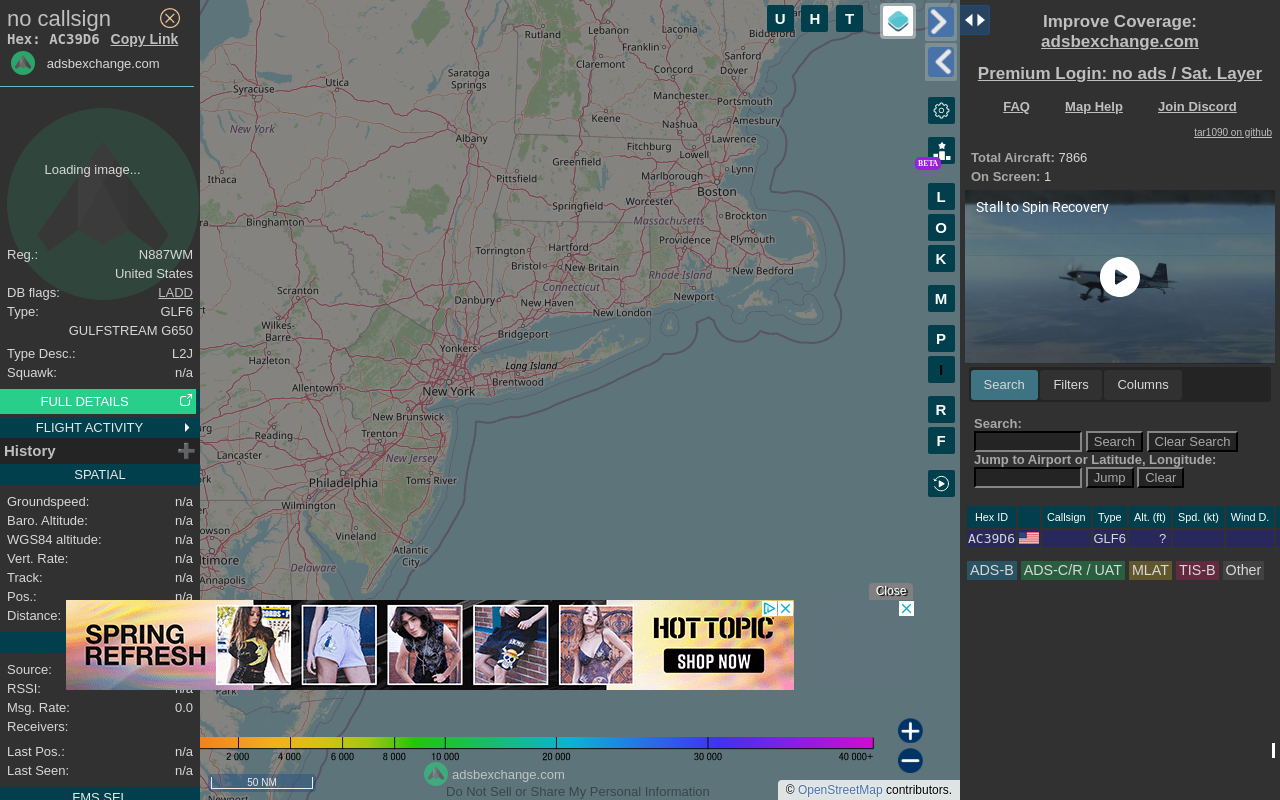 no callsign
Hex: AC39D6 Copy Link
adsbexchange.com
Loading image...
Reg.: N887WM
United States
DB flags: LADD
Type: GLF6
GULFSTREAM G650
Type Desc.: L2J
Squawk: n/a
FULL DETAILS
FLIGHT ACTIVITY
History
SPATIAL
Groundspeed: n/a
Baro. Altitude: n/a
WGS84 altitude: n/a
Vert. Rate: n/a
Track: n/a
Pos.: n/a
Distance:
Source:
RSSI: n/a
Msg. Rate: 0.0
Receivers:
Last Pos.: n/a
Last Seen: n/a
FMS SEL
U H T
Rutland
Lebanon
Laconia
Biddeford
Franklin
Claremont
Concord
Sanford
Dover
Utica
Saratoga
Springs
Syracuse
Manchester
Portsmouth
Keene
Nashua
Amesbury
New York
Albany
Fitchburg
Lawrence
Greenfield
Lowell
Lynn
Ithaca
Pittsfield
Marlborough
Boston
Worcester
Springfield
Massachusetts
Brockton
Binghamton
Providence
Plymouth
Torrington
Hartford
Bristol
New Britain
Rhode Island
New Bedford
Connecticut
Scranton
Danbury
New Haven
New London
Newport
Wilkes-
Barre
Bridgeport
Yonkers
Hazleton
Long Island
Brentwood
Allentown
New York
New Brunswick
Reading
Trenton
Lancaster
New Jersey
Philadelphia
Toms River
Wilmington
Vineland
Atlantic
City
Annapolis
Delaware
BETA
L
O
K
M
P
I
R
F
Close
SPRING
REFRESH
HOT TOPIC
SHOP NOW
Park
2 000 4 000 6 000 8 000 10 000 20 000 30 000 40 000+
50 NM
adsbexchange.com
Do Not Sell or Share My Personal Information
© OpenStreetMap contributors.
Improve Coverage:
adsbexchange.com
Premium Login: no ads / Sat. Layer
FAQ Map Help Join Discord
tar1090 on github
Total Aircraft: 7866
On Screen: 1
Stall to Spin Recovery
Search Filters Columns
Search:
Search Clear Search
Jump to Airport or Latitude, Longitude:
Jump Clear
Hex ID Callsign Type Alt. (ft) Spd. (kt) Wind D.
AC39D6 GLF6 ?
ADS-B ADS-C/R / UAT MLAT TIS-B Other